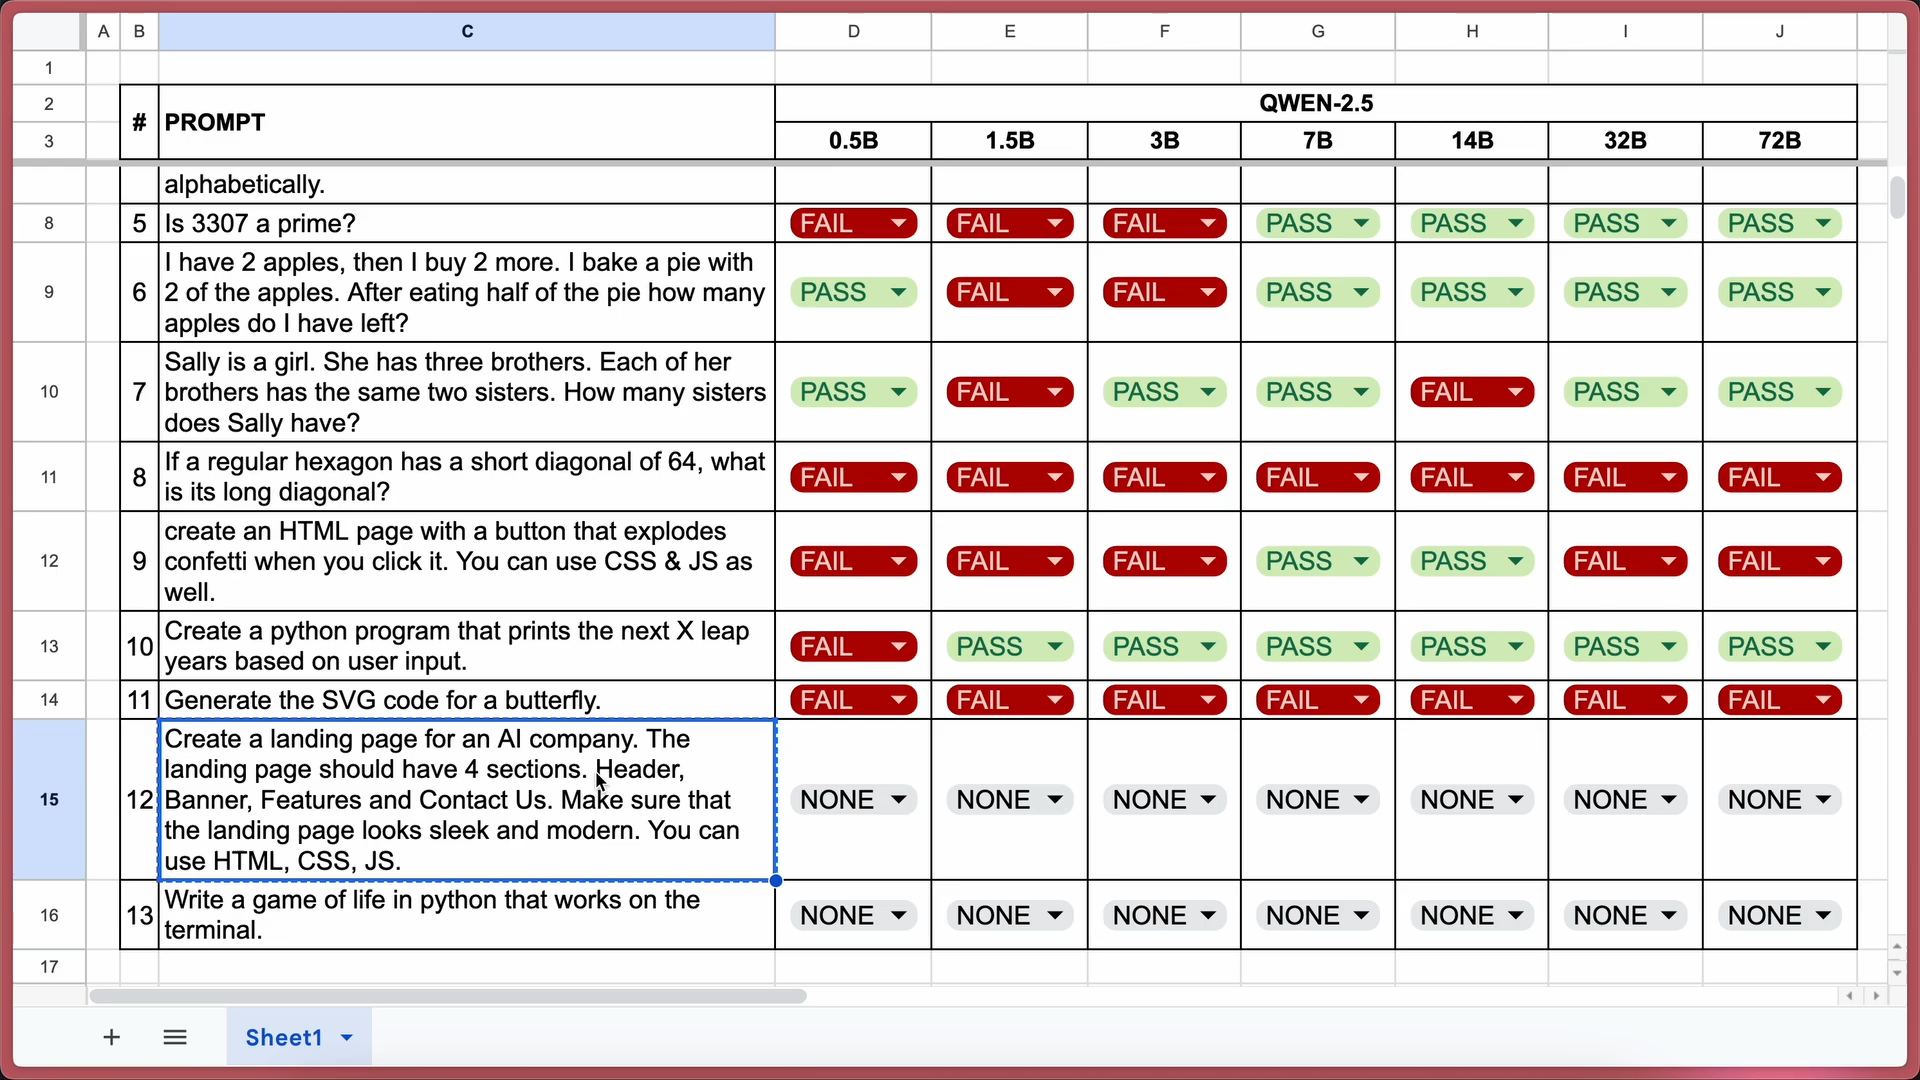 A B C D E F G H I J
1
2 QWEN-2.5
# PROMPT
3 0.5B 1.5B 3B 7B 14B 32B 72B
alphabetically.
8 5 Is 3307 a prime? FAIL FAIL FAIL PASS PASS PASS PASS
I have 2 apples, then I buy 2 more. I bake a pie with
9 6 2 of the apples. After eating half of the pie how many PASS FAIL FAIL PASS PASS PASS PASS
apples do I have left?
Sally is a girl. She has three brothers. Each of her
10 7 brothers has the same two sisters. How many sisters PASS FAIL PASS PASS FAIL PASS PASS
does Sally have?
If a regular hexagon has a short diagonal of 64, what
11 8 FAIL FAIL FAIL FAIL FAIL FAIL FAIL
is its long diagonal?
create an HTML page with a button that explodes
12 9 confetti when you click it. You can use CSS & JS as FAIL FAIL FAIL PASS PASS FAIL FAIL
well.
Create a python program that prints the next X leap
13 10 FAIL PASS PASS PASS PASS PASS PASS
years based on user input.
14 11 Generate the SVG code for a butterfly. FAIL FAIL FAIL FAIL FAIL FAIL FAIL
Create a landing page for an AI company. The
landing page should have 4 sections. Header,
15 12 Banner, Features and Contact Us. Make sure that NONE NONE NONE NONE NONE NONE NONE
the landing page looks sleek and modern. You can
use HTML, CSS, JS.
Write a game of life in python that works on the
16 13 NONE NONE NONE NONE NONE NONE NONE
terminal.
17
Sheet1